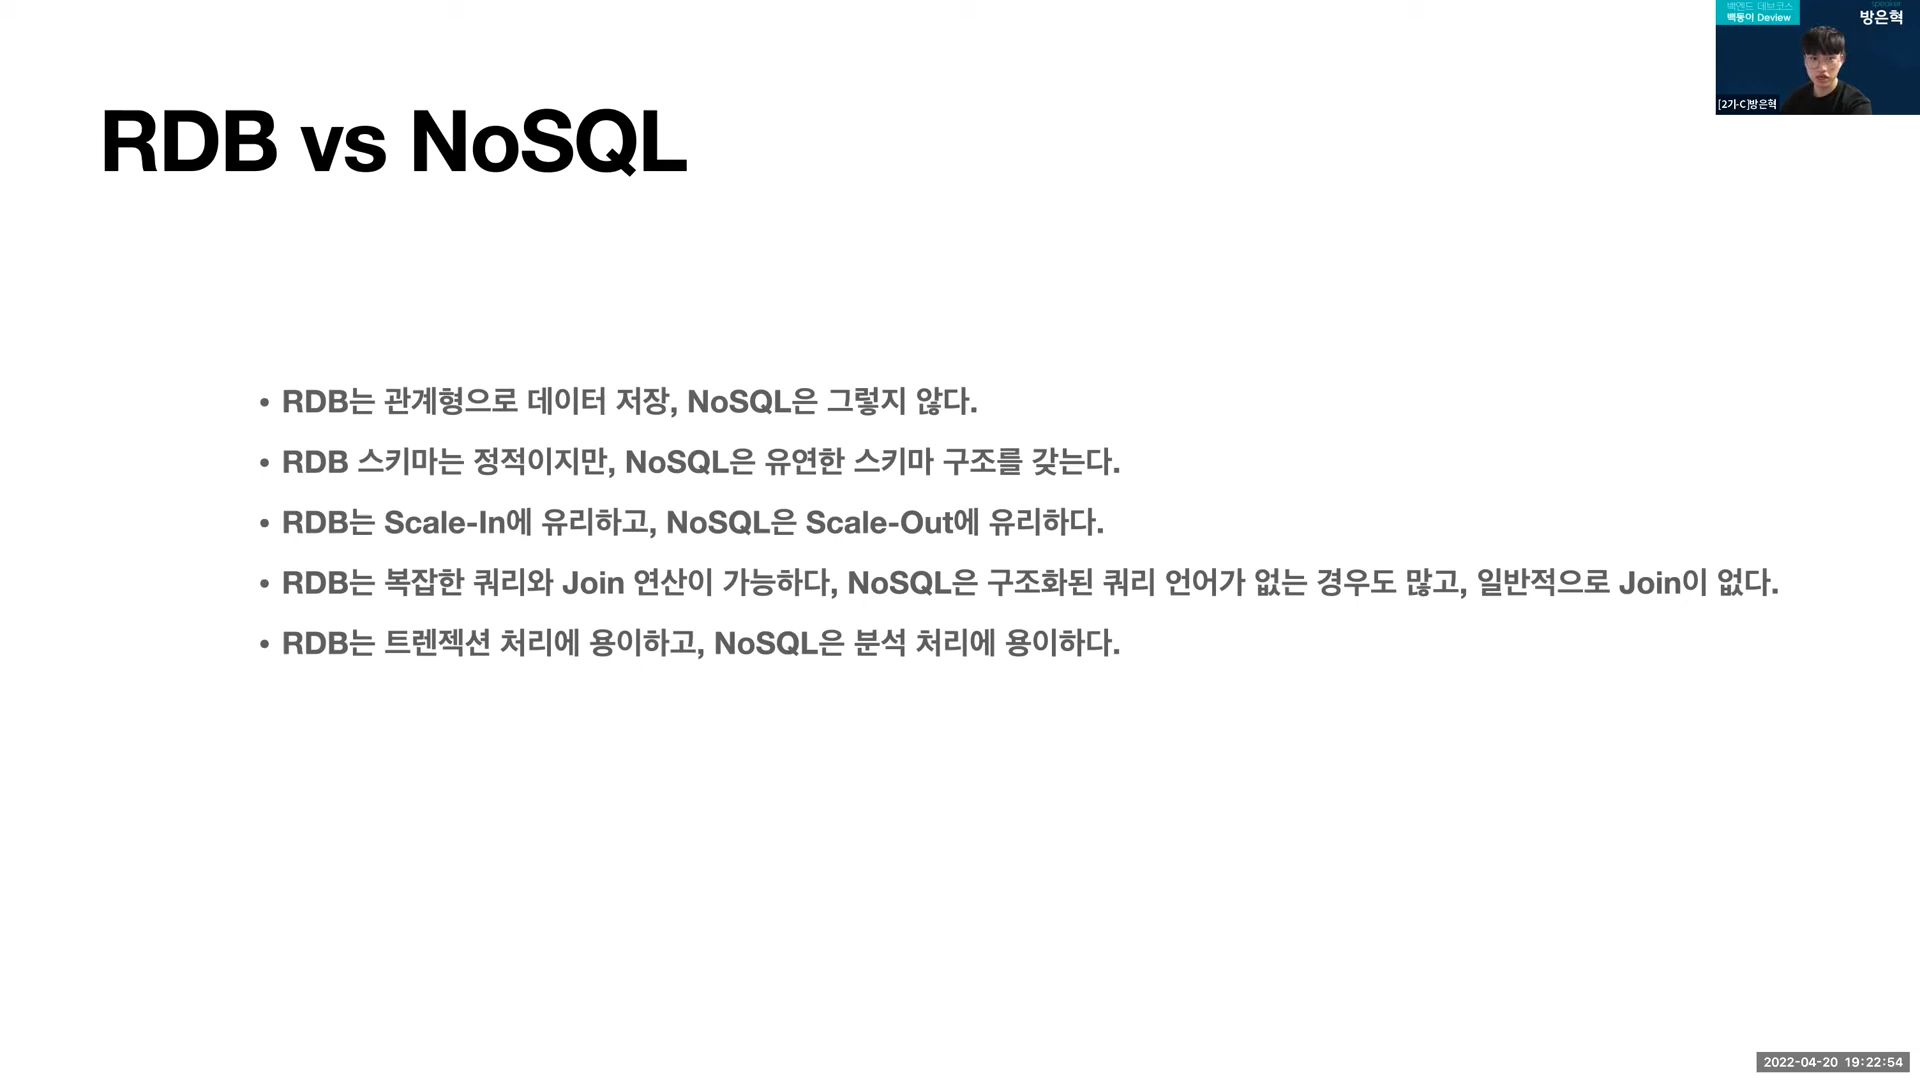 백엔드 데브코스
백둥이 Deview
speaker
방은혁
[2기-C]방은혁
RDB vs NoSQL
• RDB는 관계형으로 데이터 저장, NoSQL은 그렇지 않다.
• RDB 스키마는 정적이지만, NoSQL은 유연한 스키마 구조를 갖는다.
• RDB는 Scale-In에 유리하고, NoSQL은 Scale-Out에 유리하다.
• RDB는 복잡한 쿼리와 Join 연산이 가능하다, NoSQL은 구조화된 쿼리 언어가 없는 경우도 많고, 일반적으로 Join이 없다.
• RDB는 트렌젝션 처리에 용이하고, NoSQL은 분석 처리에 용이하다.
2022-04-20 19:22:54